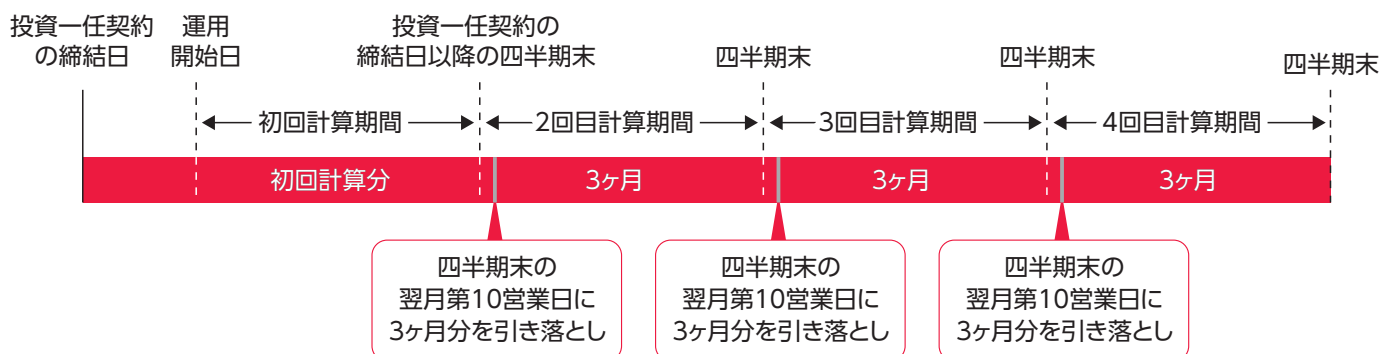 投資一任契約
の締結日
運用
開始日
投資一任契約の
締結日以降の四半期末
四半期末
四半期末
四半期末
初回計算期間
2回目計算期間
3回目計算期間
4回目計算期間
初回計算分
3ヶ月
3ヶ月
3ヶ月
四半期末の
翌月第10営業日に
3ヶ月分を引き落とし
四半期末の
翌月第10営業日に
3ヶ月分を引き落とし
四半期末の
翌月第10営業日に
3ヶ月分を引き落とし